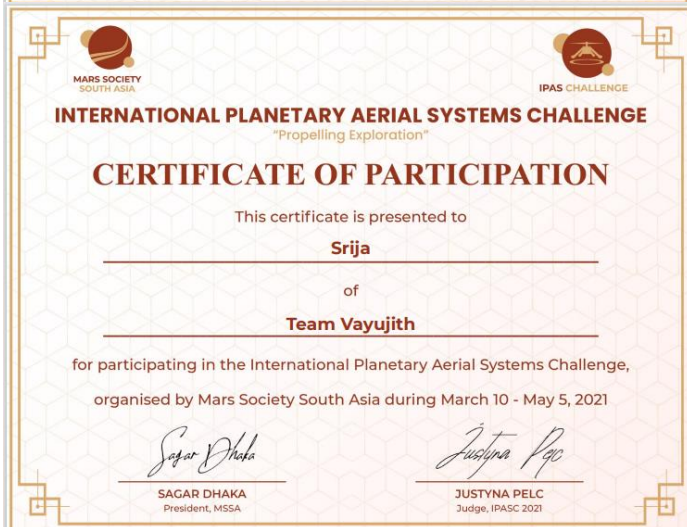 MARS SOCIETY
SOUTH ASIA
IPAS CHALLENGE
INTERNATIONAL PLANETARY AERIAL SYSTEMS CHALLENGE
"Propelling Exploration"
CERTIFICATE OF PARTICIPATION
This certificate is presented to
Srija
of
Team Vayujith
for participating in the International Planetary Aerial Systems Challenge,
organised by Mars Society South Asia during March 10 - May 5, 2021
Sagar Dhaka
Justyna Pelc
SAGAR DHAKA
President, MSSA
JUSTYNA PELC
Judge, IPASC 2021